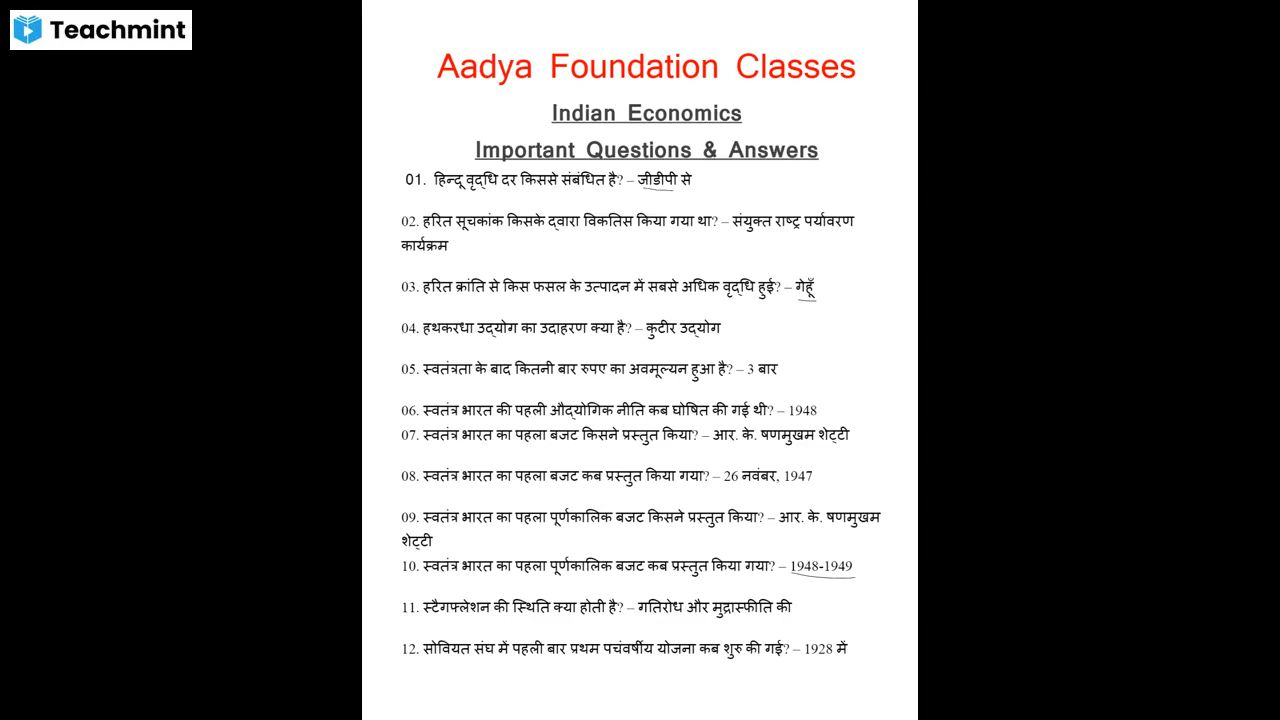 Teachmint
Aadya Foundation Classes
Indian Economics
Important Questions & Answers
01. हिन्दू वृद्धि दर किससे संबंधित है? – जीडीपी से
02. हरित सूचकांक किसके द्वारा विकतिस किया गया था? – संयुक्त राष्ट्र पर्यावरण
कार्यक्रम
03. हरित क्रांति से किस फसल के उत्पादन में सबसे अधिक वृद्धि हुई? – गेहूँ
04. हथकरधा उद्योग का उदाहरण क्या है? – कुटीर उद्योग
05. स्वतंत्रता के बाद कितनी बार रुपए का अवमूल्यन हुआ है? – 3 बार
06. स्वतंत्र भारत की पहली औद्योगिक नीति कब घोषित की गई थी? – 1948
07. स्वतंत्र भारत का पहला बजट किसने प्रस्तुत किया? – आर. के. षणमुखम शेट्टी
08. स्वतंत्र भारत का पहला बजट कब प्रस्तुत किया गया? – 26 नवंबर, 1947
09. स्वतंत्र भारत का पहला पूर्णकालिक बजट किसने प्रस्तुत किया? – आर. के. षणमुखम
शेट्टी
10. स्वतंत्र भारत का पहला पूर्णकालिक बजट कब प्रस्तुत किया गया? – 1948-1949
11. स्टैगफ्लेशन की स्थिति क्या होती है? – गतिरोध और मुद्रास्फीति की
12. सोवियत संघ में पहली बार प्रथम पचंवर्षीय योजना कब शुरु की गई? – 1928 में